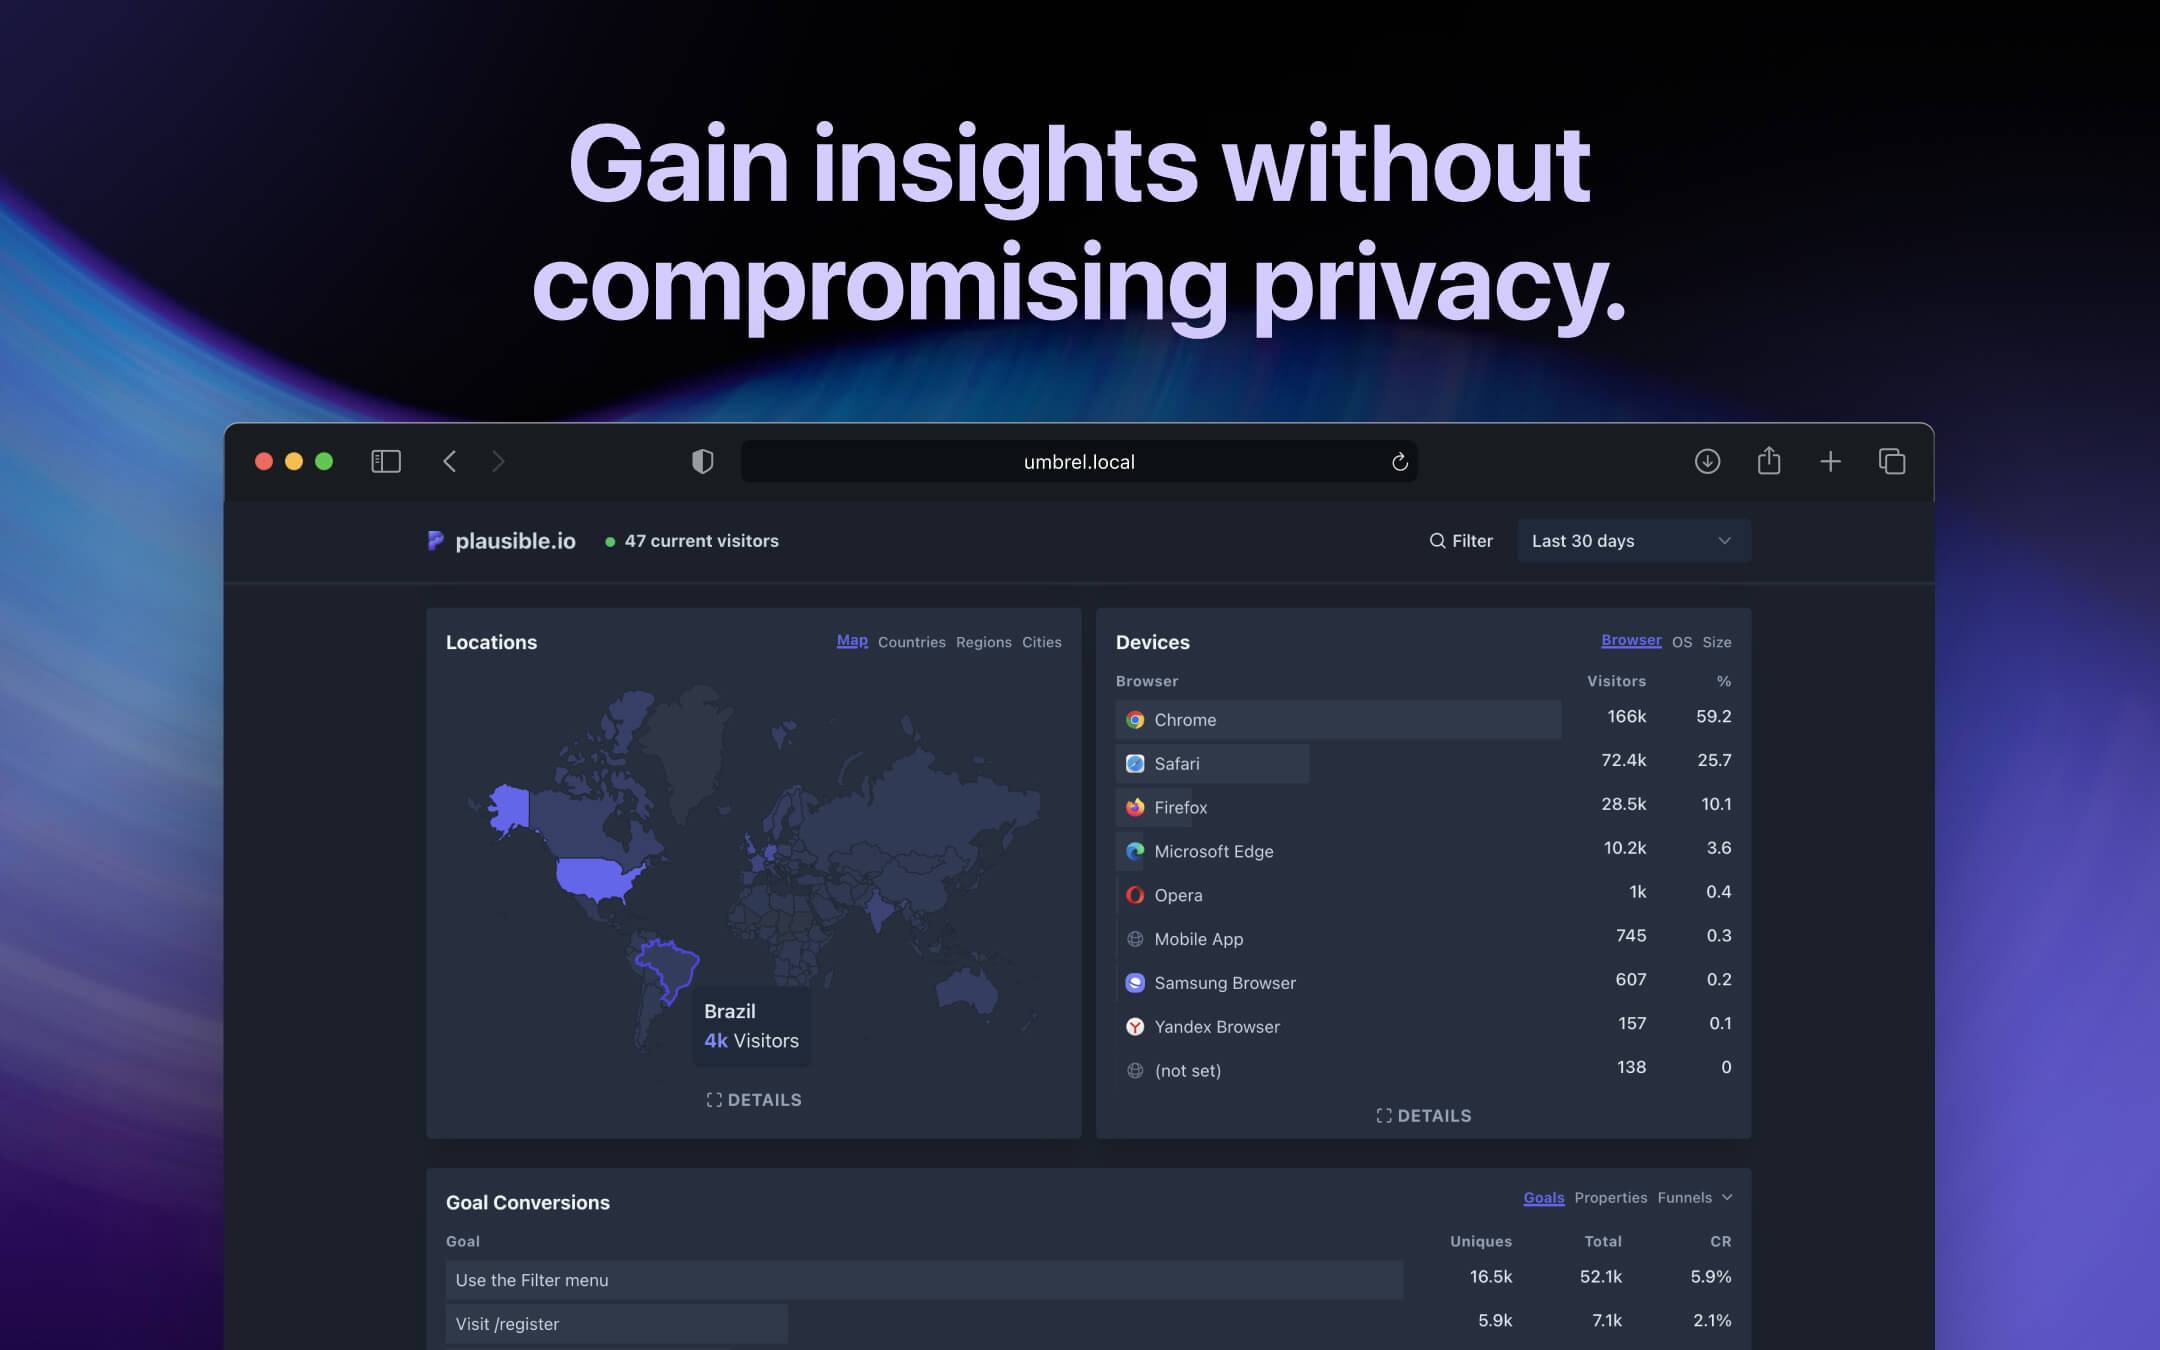 Gain insights without
compromising privacy.
umbrel.local
plausible.io 47 current visitors Filter Last 30 days
Locations Map Countries Regions Cities
Brazil
4k Visitors
DETAILS
Devices Browser OS Size
Browser Visitors %
Chrome 166k 59.2
Safari 72.4k 25.7
Firefox 28.5k 10.1
Microsoft Edge 10.2k 3.6
Opera 1k 0.4
Mobile App 745 0.3
Samsung Browser 607 0.2
Yandex Browser 157 0.1
(not set) 138 0
DETAILS
Goal Conversions Goals Properties Funnels
Goal Uniques Total CR
Use the Filter menu 16.5k 52.1k 5.9%
Visit /register 5.9k 7.1k 2.1%